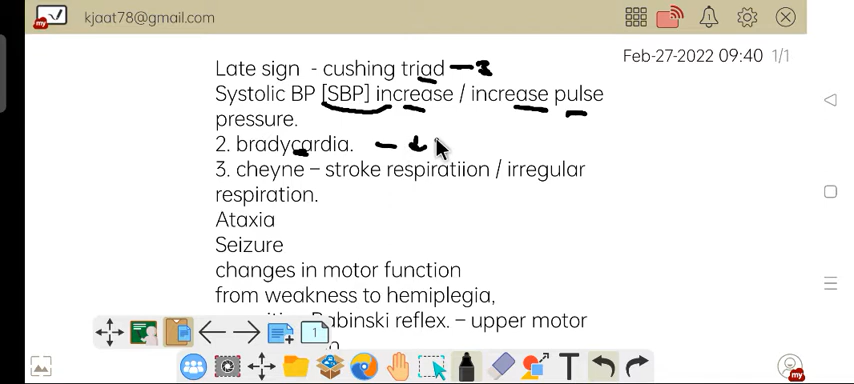 kjaat78@gmail.com
Feb-27-2022 09:40 1/1
Late sign - cushing triad – 3
Systolic BP [SBP] increase / increase pulse
pressure.
2. bradycardia. – ↓
3. cheyne – stroke respiratiion / irregular
respiration.
Ataxia
Seizure
changes in motor function
from weakness to hemiplegia,
Babinski reflex. – upper motor
1